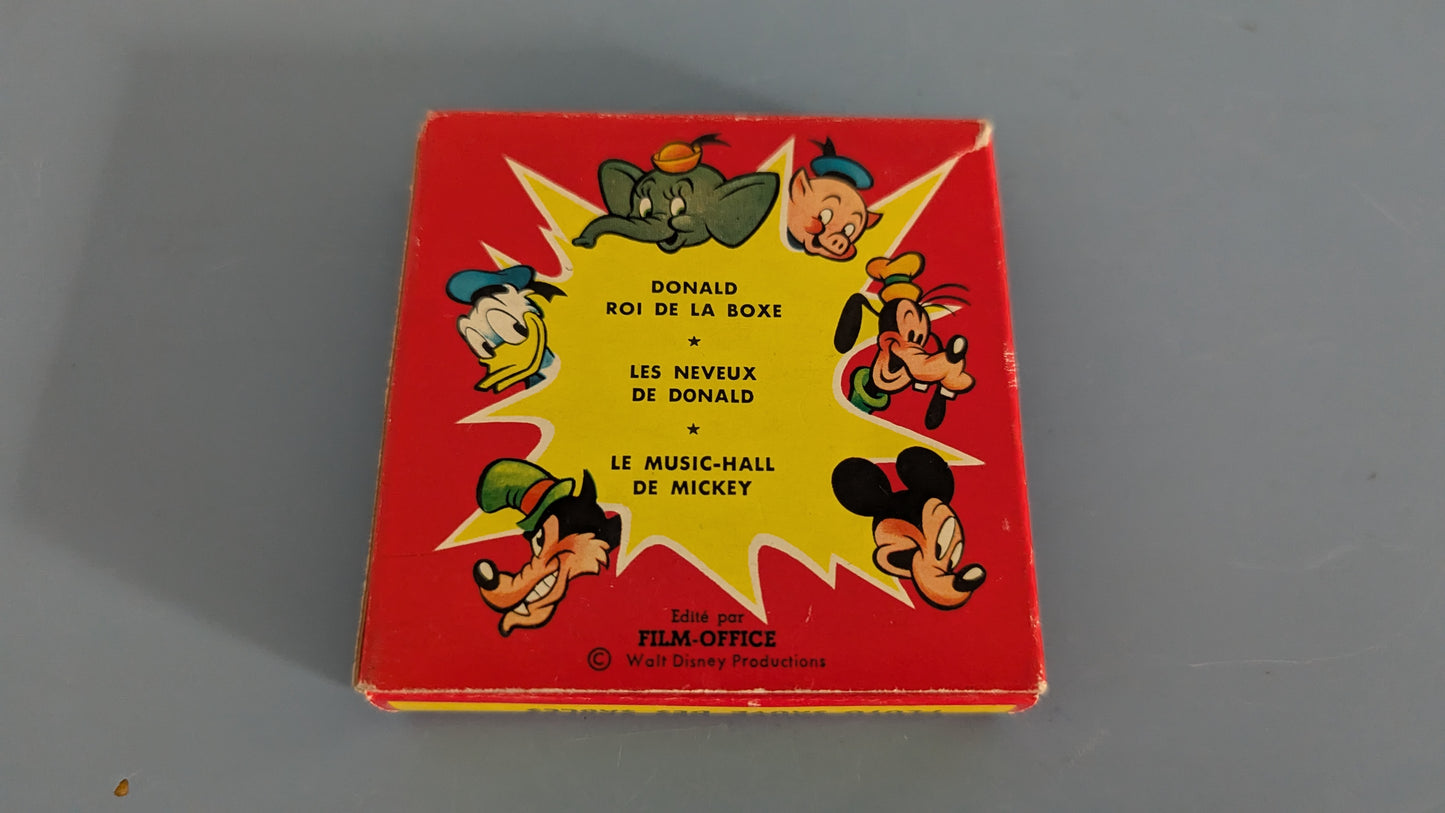 DONALD
ROI DE LA BOXE
★
LES NEVEUX
DE DONALD
★
LE MUSIC-HALL
DE MICKEY
Edité par
FILM-OFFICE
© Walt Disney Productions